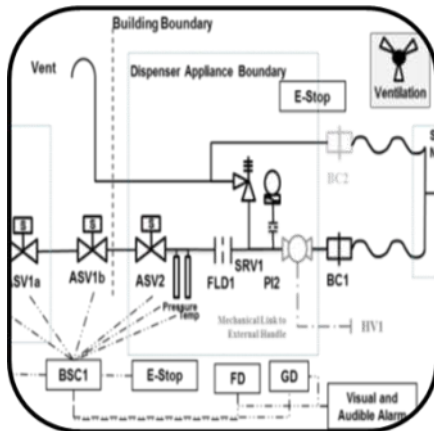 Building Boundary
Vent
Dispenser Appliance Boundary
E-Stop
Ventilation
S
N
BC2
S
S
S
ASV1a
ASV1b
ASV2
Pressure
Temp
FLD1
SRV1
PI2
BC1
Mechanical Link to
External Handle
HV1
BSC1
E-Stop
FD
GD
Visual and
Audible Alarm